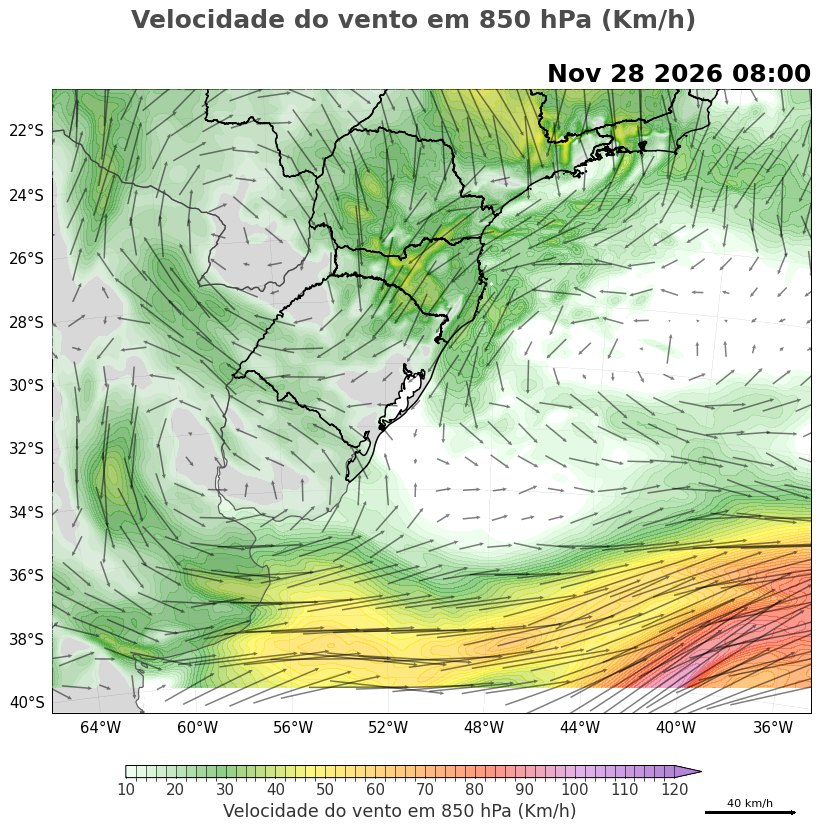 Velocidade do vento em 850 hPa (Km/h)
Nov 28 2026 08:00
22°S
24°S
26°S
28°S
30°S
32°S
34°S
36°S
38°S
40°S
64°W 60°W 56°W 52°W 48°W 44°W 40°W 36°W
10 20 30 40 50 60 70 80 90 100 110 120
Velocidade do vento em 850 hPa (Km/h)
40 km/h